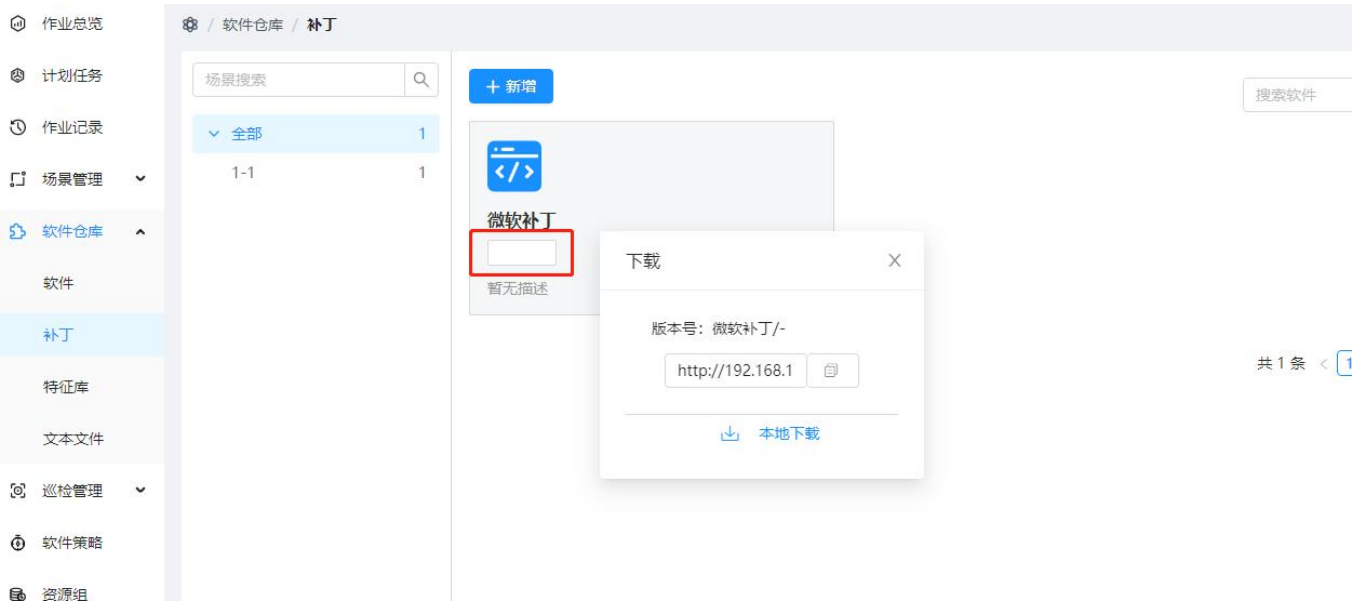 作业总览
计划任务
作业记录
场景管理
软件仓库
软件
补丁
特征库
文本文件
巡检管理
软件策略
资源组
/ 软件仓库 / 补丁
场景搜索
全部 1
1-1 1
+ 新增
搜索软件
</>
微软补丁
暂无描述
下载
版本号：微软补丁/-
http://192.168.1
本地下载
共 1 条 < 1